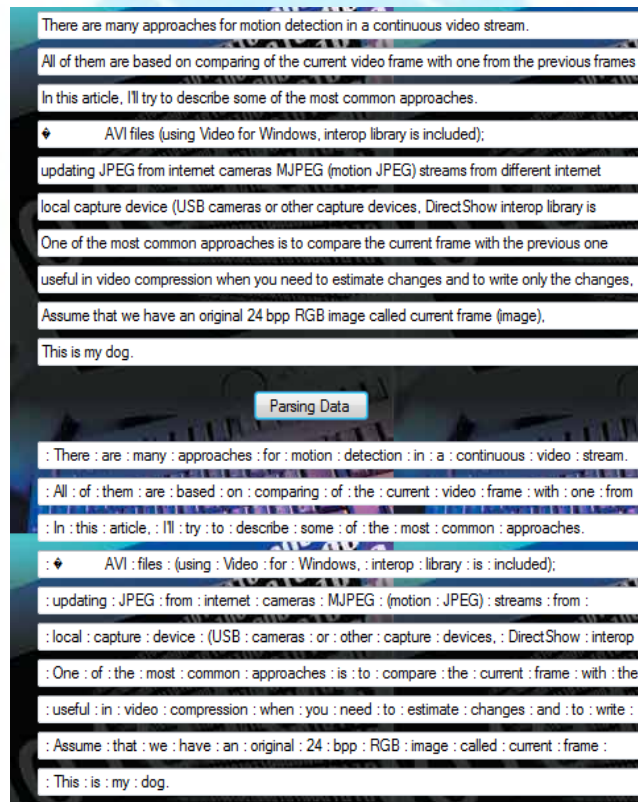 There are many approaches for motion detection in a continuous video stream.
All of them are based on comparing of the current video frame with one from the previous frames
In this article, I'll try to describe some of the most common approaches.
� AVI files (using Video for Windows, interop library is included);
updating JPEG from internet cameras MJPEG (motion JPEG) streams from different internet
local capture device (USB cameras or other capture devices, DirectShow interop library is
One of the most common approaches is to compare the current frame with the previous one
useful in video compression when you need to estimate changes and to write only the changes,
Assume that we have an original 24 bpp RGB image called current frame (image),
This is my dog.
Parsing Data
: There : are : many : approaches : for : motion : detection : in : a : continuous : video : stream.
: All : of : them : are : based : on : comparing : of : the : current : video : frame : with : one : from
: In : this : article, : I'll : try : to : describe : some : of : the : most : common : approaches.
: � AVI : files : (using : Video : for : Windows, : interop : library : is : included);
: updating : JPEG : from : internet : cameras : MJPEG : (motion : JPEG) : streams : from :
: local : capture : device : (USB : cameras : or : other : capture : devices, : DirectShow : interop
: One : of : the : most : common : approaches : is : to : compare : the : current : frame : with : the
: useful : in : video : compression : when : you : need : to : estimate : changes : and : to : write :
: Assume : that : we : have : an : original : 24 : bpp : RGB : image : called : current : frame :
: This : is : my : dog.